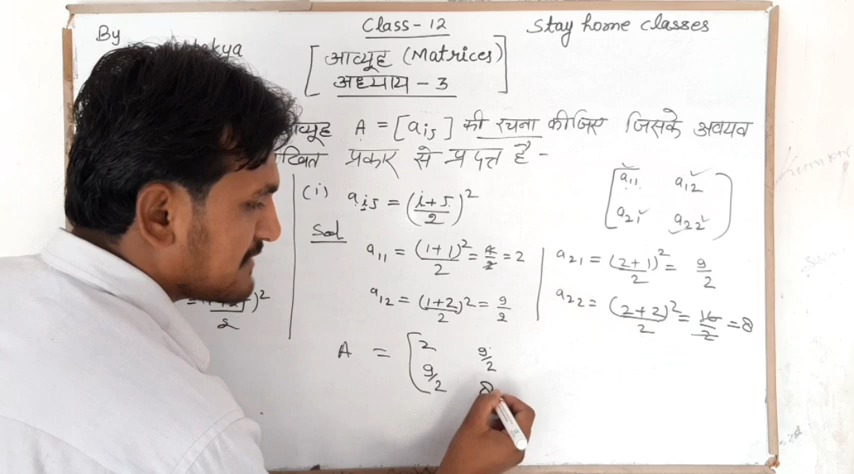 By Class-12 Stay home classes
आव्यूह (Matrices)
अध्याय - 3
आव्यूह A = [aij] की रचना कीजिए जिसके अवयव
प्रकार से प्रदत्त है -
(i) aij = (i+j/2)²
[a11 a12
a21 a22]
Sol
a11 = (1+1)²/2 = 4/2 = 2
a12 = (1+2)²/2 = 9/2
a21 = (2+1)²/2 = 9/2
a22 = (2+2)²/2 = 16/2 = 8
A = [2 9/2
9/2 8